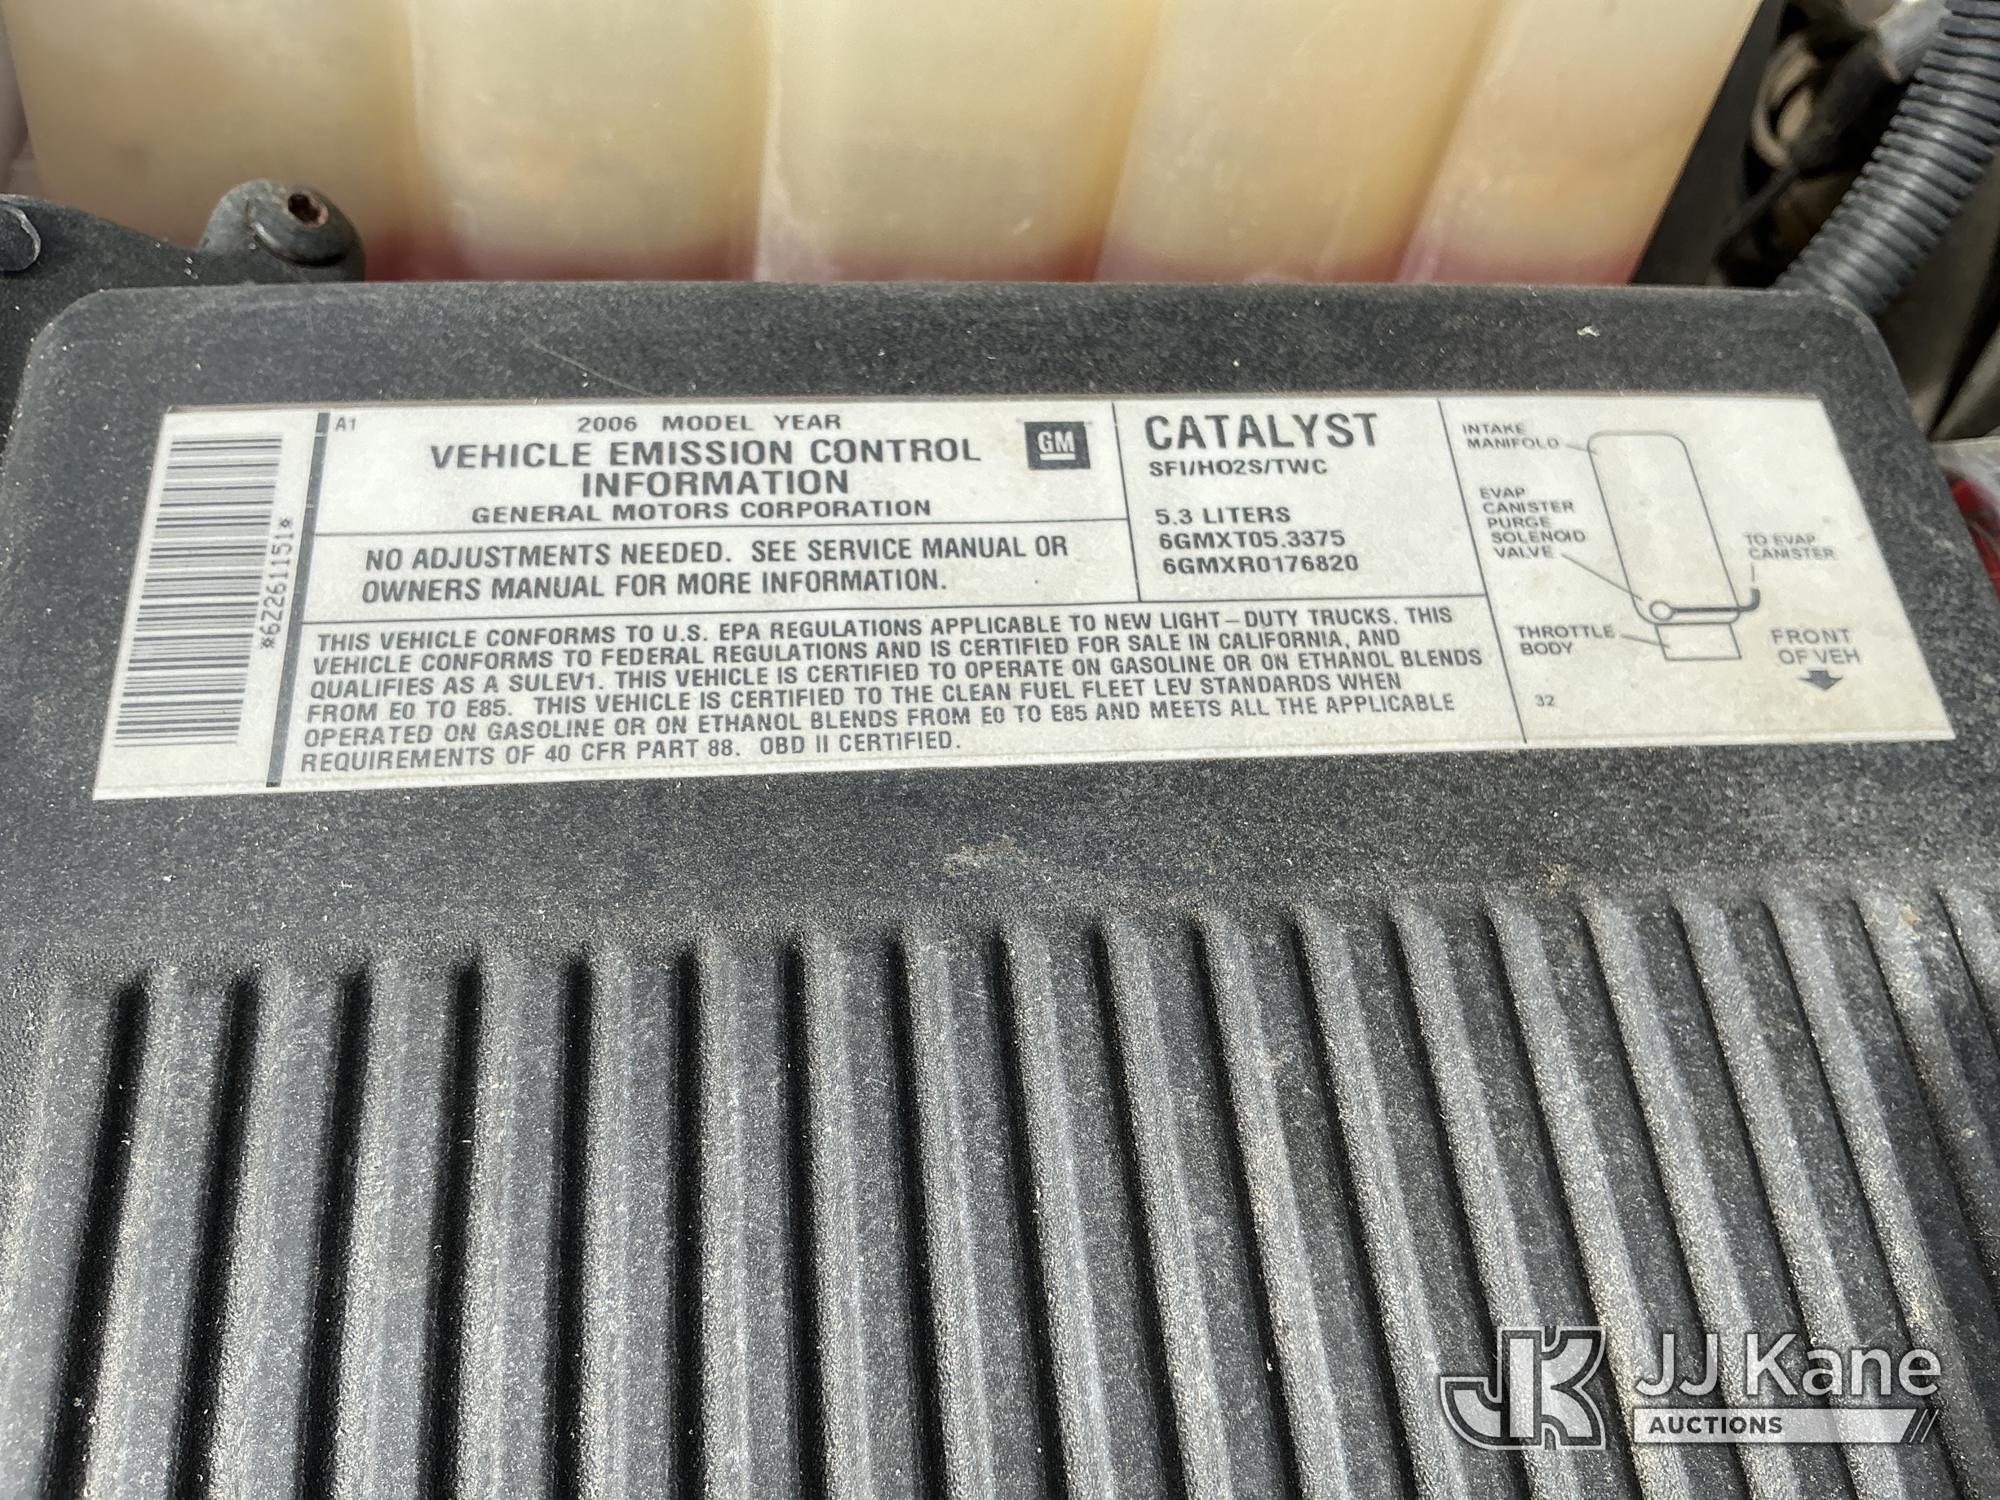 *62261151*
A1
2006 MODEL YEAR
VEHICLE EMISSION CONTROL
INFORMATION
GENERAL MOTORS CORPORATION
GM
NO ADJUSTMENTS NEEDED. SEE SERVICE MANUAL OR
OWNERS MANUAL FOR MORE INFORMATION.
CATALYST
SFI/HO2S/TWC
5.3 LITERS
6GMXT05.3375
6GMXR0176820
THIS VEHICLE CONFORMS TO U.S. EPA REGULATIONS APPLICABLE TO NEW LIGHT-DUTY TRUCKS. THIS
VEHICLE CONFORMS TO FEDERAL REGULATIONS AND IS CERTIFIED FOR SALE IN CALIFORNIA, AND
QUALIFIES AS A SULEV1. THIS VEHICLE IS CERTIFIED TO OPERATE ON GASOLINE OR ON ETHANOL BLENDS
FROM E0 TO E85. THIS VEHICLE IS CERTIFIED TO THE CLEAN FUEL FLEET LEV STANDARDS WHEN
OPERATED ON GASOLINE OR ON ETHANOL BLENDS FROM E0 TO E85 AND MEETS ALL THE APPLICABLE
REQUIREMENTS OF 40 CFR PART 88. OBD II CERTIFIED.
INTAKE
MANIFOLD
EVAP
CANISTER
PURGE
SOLENOID
VALVE
TO EVAP
CANISTER
THROTTLE
BODY
FRONT
OF VEH
32
JK
JJ Kane
AUCTIONS